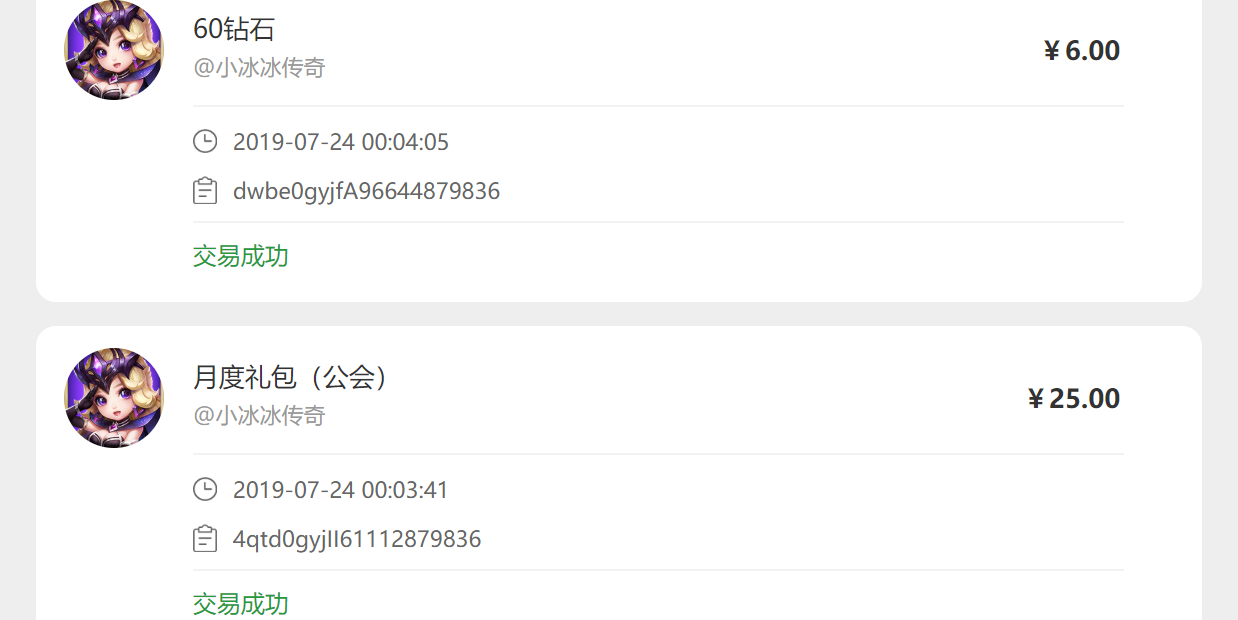 60钻石
@小冰冰传奇
¥6.00
2019-07-24 00:04:05
dwbe0gyjfA96644879836
交易成功
月度礼包（公会）
@小冰冰传奇
¥25.00
2019-07-24 00:03:41
4qtd0gyjII61112879836
交易成功